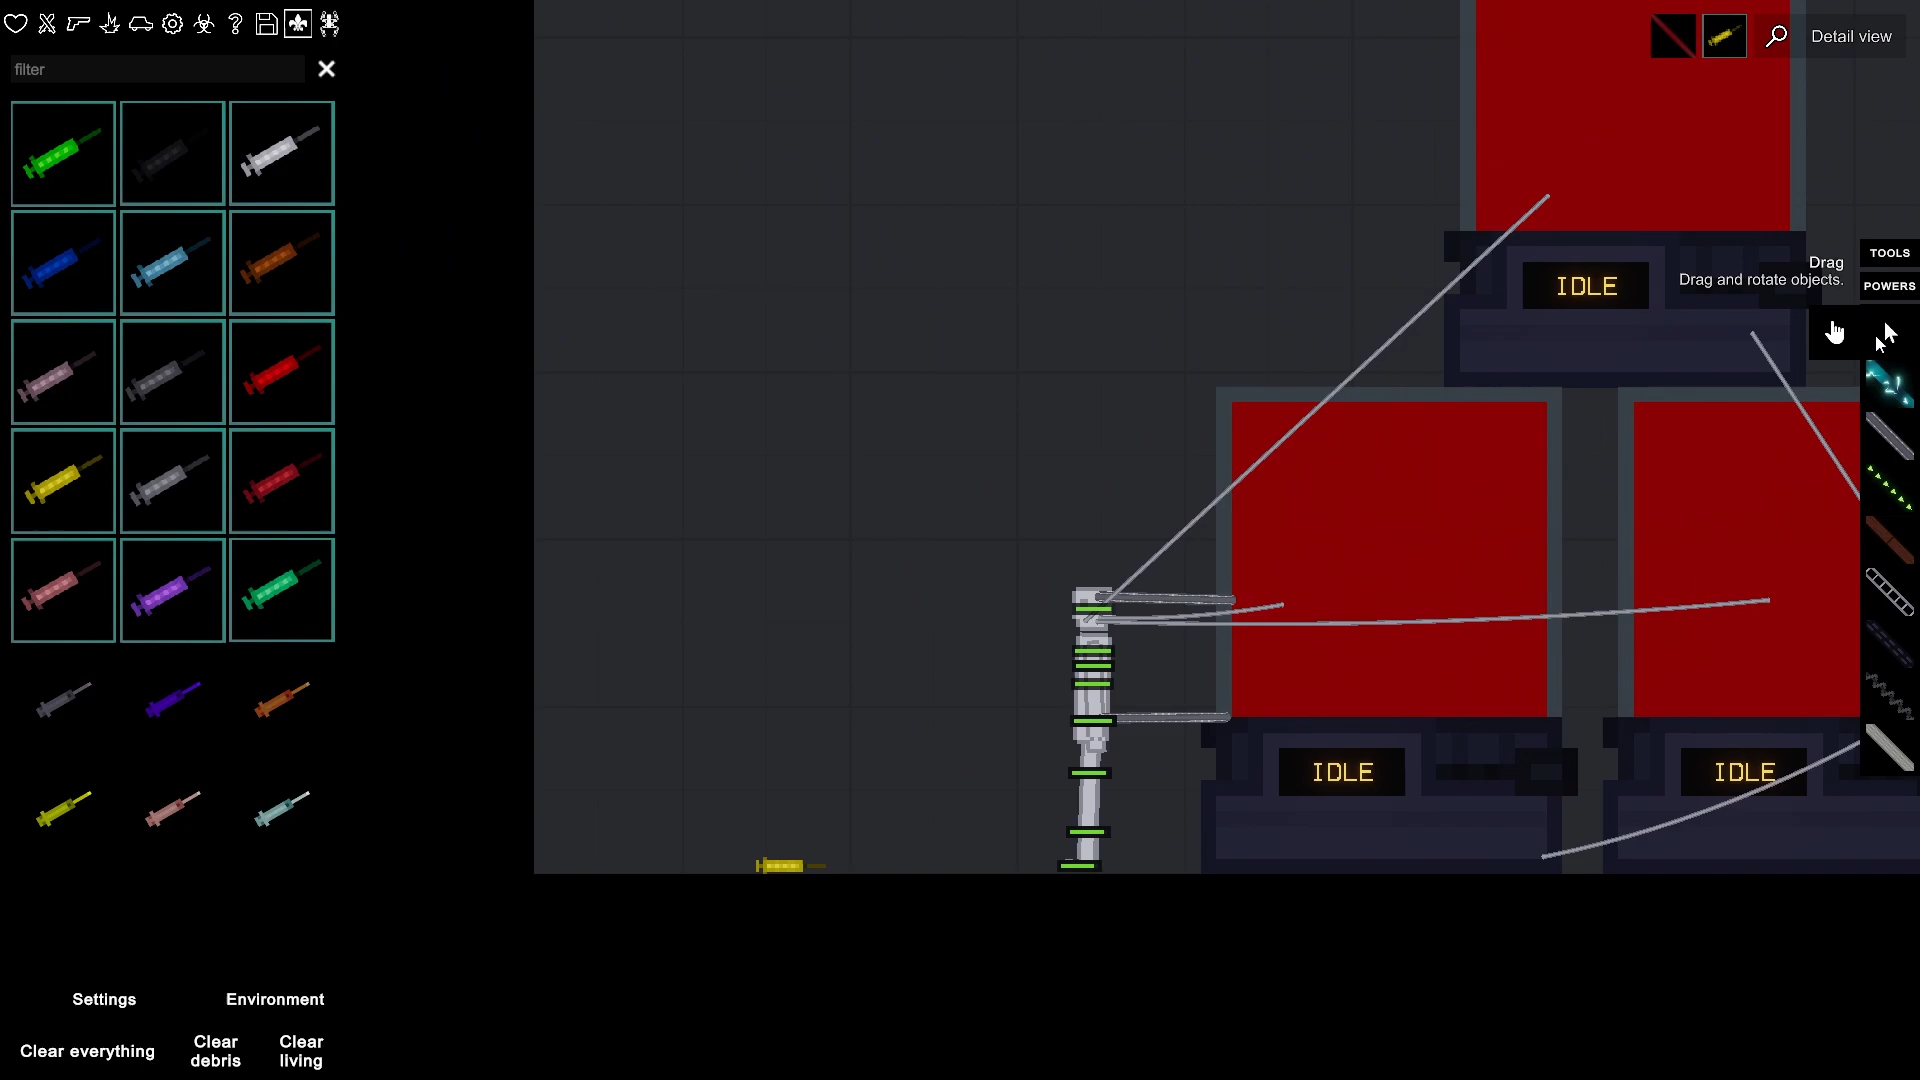 filter
Detail view
TOOLS
Drag
Drag and rotate objects.
POWERS
IDLE
IDLE
IDLE
Settings
Environment
Clear everything
Clear
debris
Clear
living